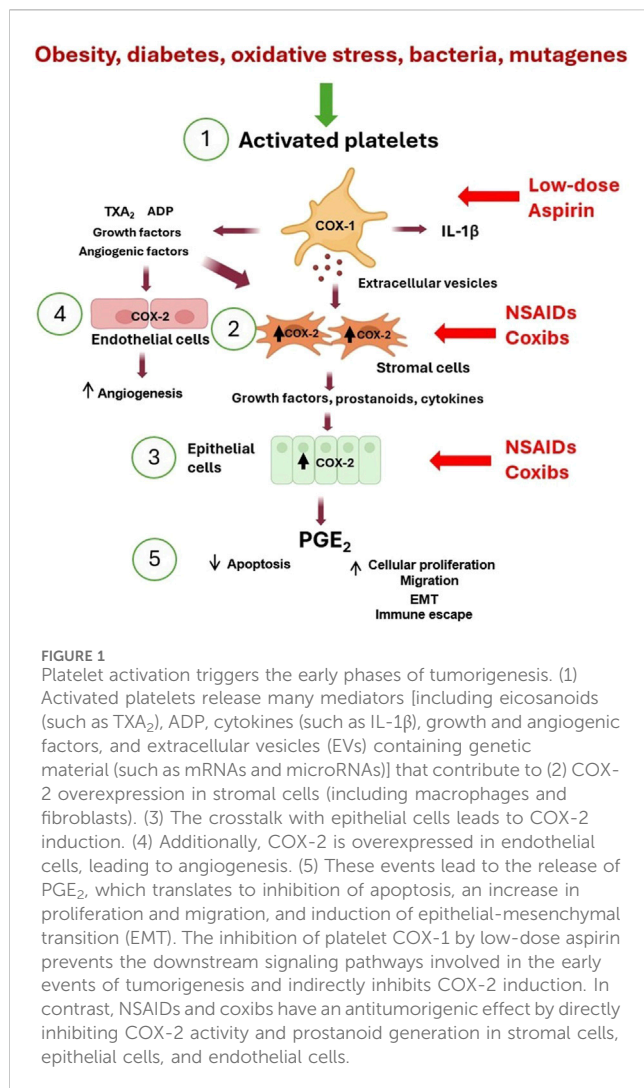 Obesity, diabetes, oxidative stress, bacteria, mutagenes
1 Activated platelets
Low-dose
Aspirin
TXA₂ ADP
Growth factors
Angiogenic factors
COX-1
IL-1β
Extracellular vesicles
4
COX-2
Endothelial cells
2
COX-2
COX-2
NSAIDs
Coxibs
Stromal cells
Angiogenesis
Growth factors, prostanoids, cytokines
3
Epithelial
cells
COX-2
NSAIDs
Coxibs
PGE₂
5
Apoptosis
Cellular proliferation
Migration
EMT
Immune escape
FIGURE 1
Platelet activation triggers the early phases of tumorigenesis. (1)
Activated platelets release many mediators [including eicosanoids
(such as TXA₂), ADP, cytokines (such as IL-1β), growth and angiogenic
factors, and extracellular vesicles (EVs) containing genetic
material (such as mRNAs and microRNAs)] that contribute to (2) COX-
2 overexpression in stromal cells (including macrophages and
fibroblasts). (3) The crosstalk with epithelial cells leads to COX-2
induction. (4) Additionally, COX-2 is overexpressed in endothelial
cells, leading to angiogenesis. (5) These events lead to the release of
PGE₂, which translates to inhibition of apoptosis, an increase in
proliferation and migration, and induction of epithelial-mesenchymal
transition (EMT). The inhibition of platelet COX-1 by low-dose aspirin
prevents the downstream signaling pathways involved in the early
events of tumorigenesis and indirectly inhibits COX-2 induction. In
contrast, NSAIDs and coxibs have an antitumorigenic effect by directly
inhibiting COX-2 activity and prostanoid generation in stromal cells,
epithelial cells, and endothelial cells.